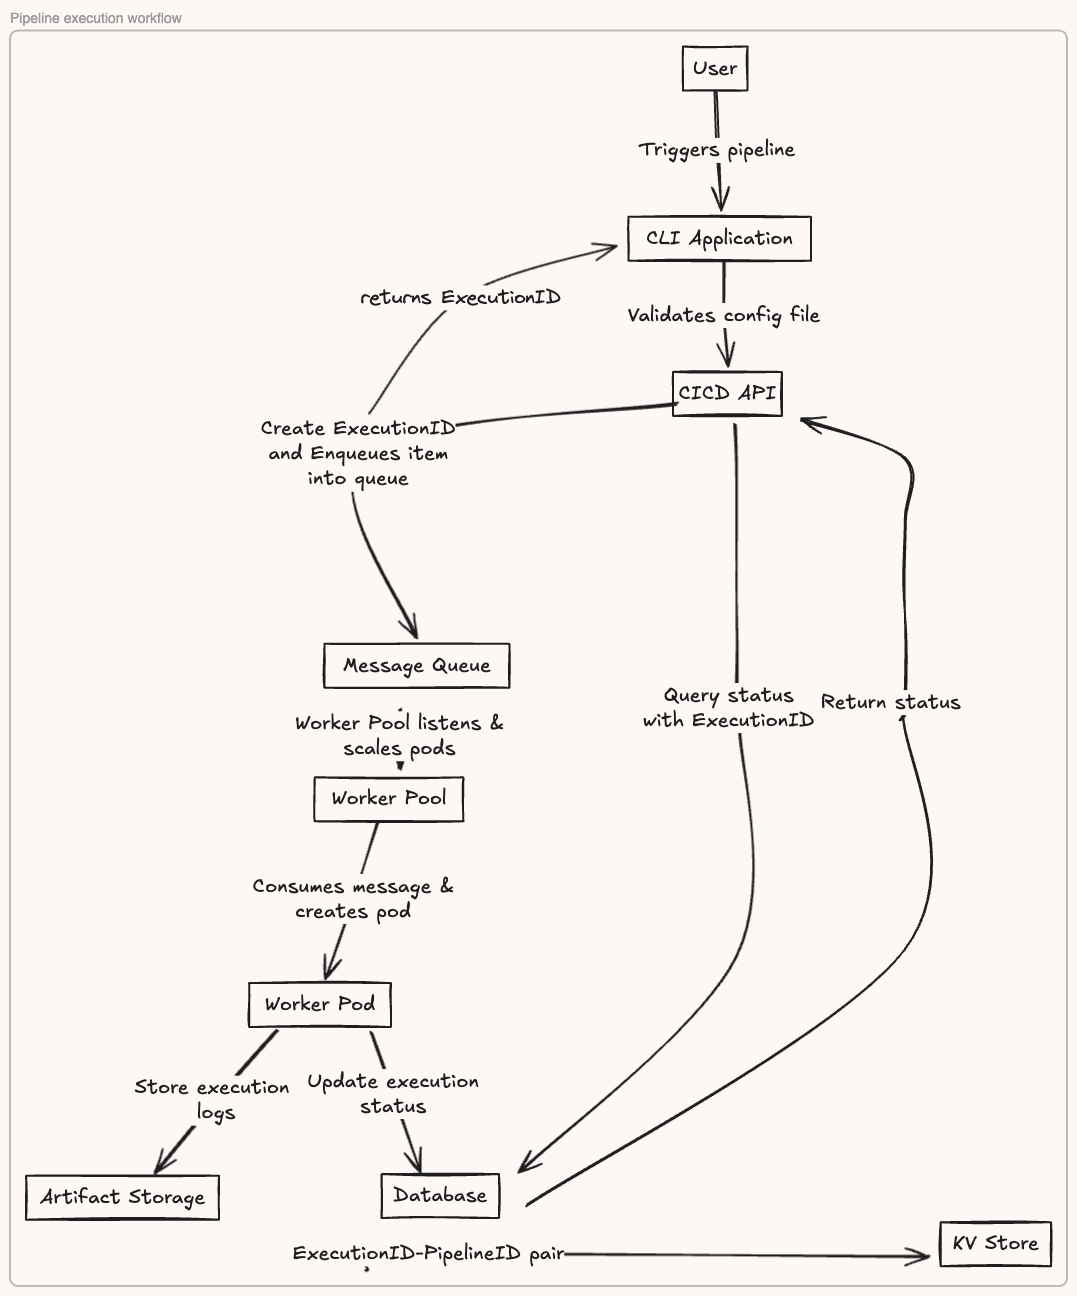 Pipeline execution workflow
User
Triggers pipeline
CLI Application
returns ExecutionID
Validates config file
CICD API
Create ExecutionID
and Enqueues item
into queue
Message Queue
Worker Pool listens &
scales pods
Query status
with ExecutionID
Return status
Worker Pool
Consumes message &
creates pod
Worker Pod
Store execution
logs
Update execution
status
Artifact Storage
Database
ExecutionID-PipelineID pair
KV Store